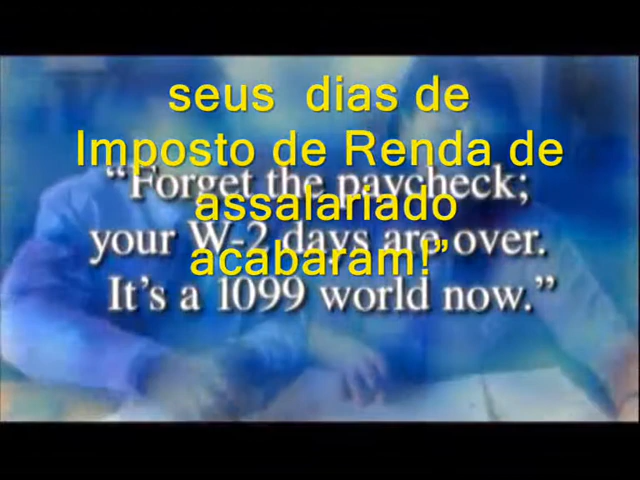 seus dias de
Imposto de Renda de
“Forget the paycheck;
assalariado
your W-2 days are over.
acabaram!”
It’s a 1099 world now.”